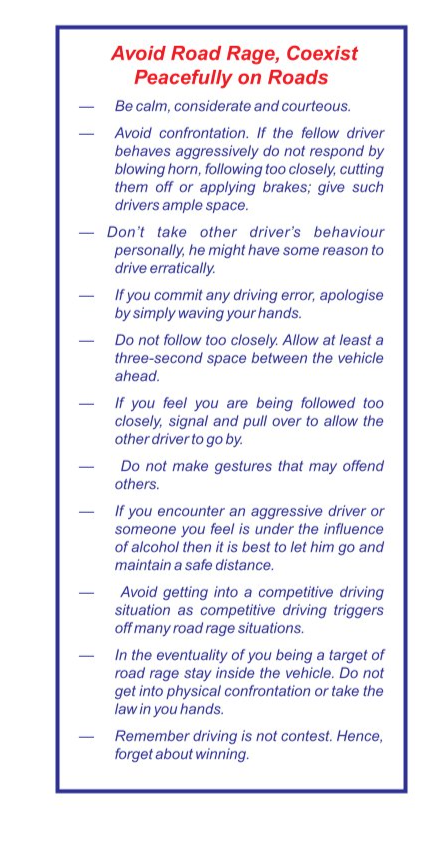 Avoid Road Rage, Coexist
Peacefully on Roads
— Be calm, considerate and courteous.
— Avoid confrontation. If the fellow driver
behaves aggressively do not respond by
blowing horn, following too closely, cutting
them off or applying brakes; give such
drivers ample space.
— Don't take other driver's behaviour
personally, he might have some reason to
drive erratically.
— If you commit any driving error, apologise
by simply waving your hands.
— Do not follow too closely. Allow at least a
three-second space between the vehicle
ahead.
— If you feel you are being followed too
closely, signal and pull over to allow the
other driver to go by.
— Do not make gestures that may offend
others.
— If you encounter an aggressive driver or
someone you feel is under the influence
of alcohol then it is best to let him go and
maintain a safe distance.
— Avoid getting into a competitive driving
situation as competitive driving triggers
off many road rage situations.
— In the eventuality of you being a target of
road rage stay inside the vehicle. Do not
get into physical confrontation or take the
law in you hands.
— Remember driving is not contest. Hence,
forget about winning.